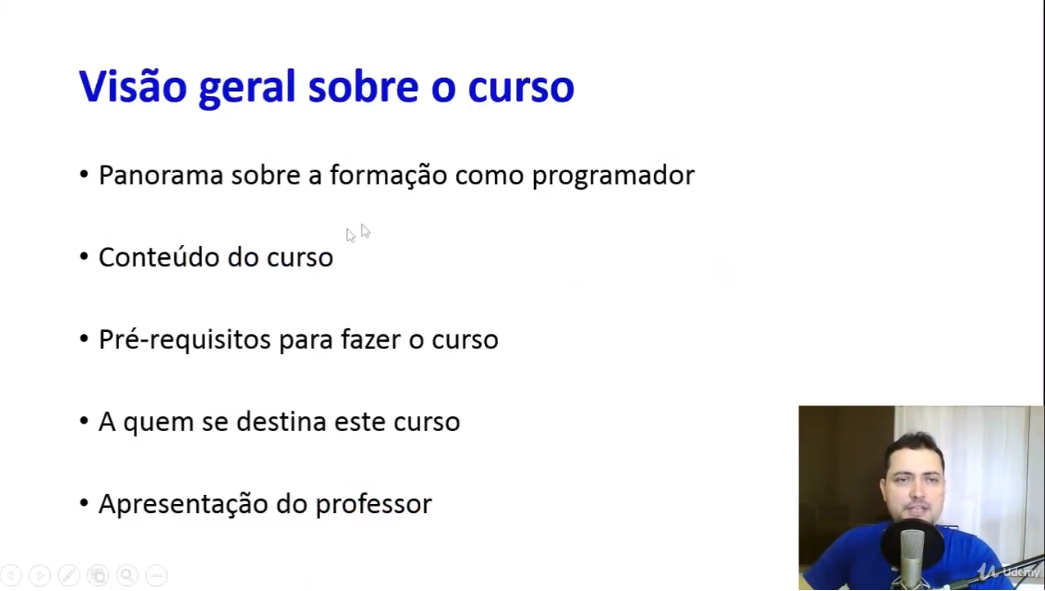 Visão geral sobre o curso
• Panorama sobre a formação como programador
• Conteúdo do curso
• Pré-requisitos para fazer o curso
• A quem se destina este curso
• Apresentação do professor
Udemy